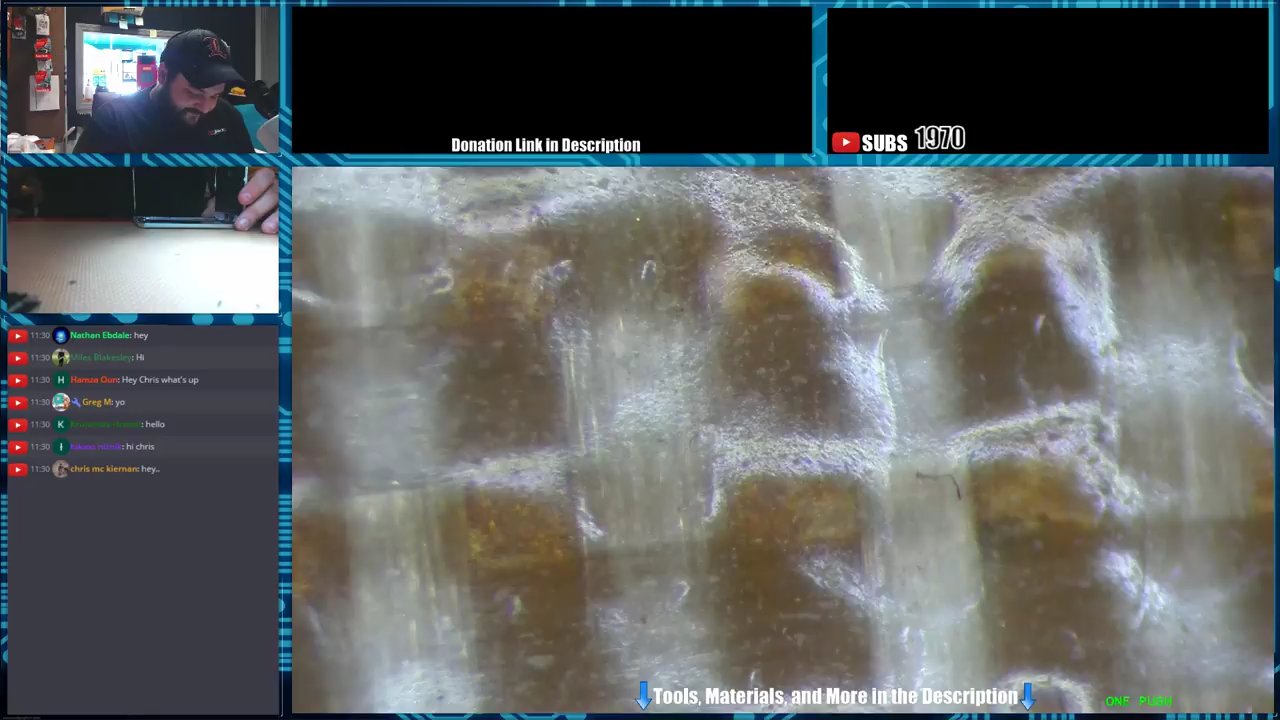 Donation Link in Description
SUBS 1970
11:30 Nathan Ebdale: hey
11:30 Miles Blakesley: Hi
11:30 H Hamza Oun: Hey Chris what's up
11:30 Greg M: yo
11:30 K : hello
11:30 : hi chris
11:30 chris mc kiernan: hey..
Tools, Materials, and More in the Description
ONE PUSH